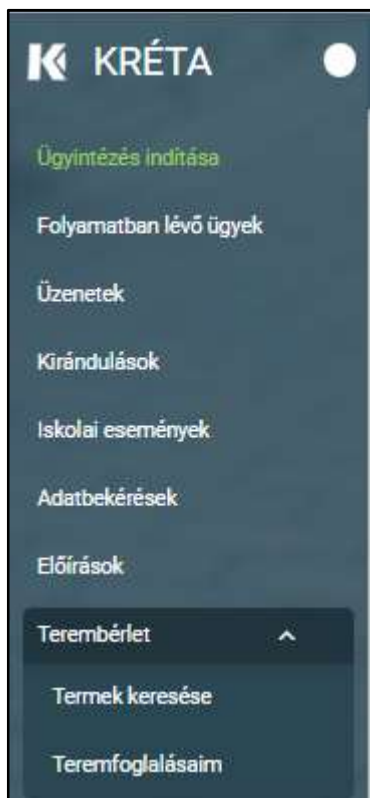 KRÉTA
Ügyintézés indítása
Folyamatban lévő ügyek
Üzenetek
Kirándulások
Iskolai események
Adatbekérések
Előírások
Terembérlet
Termek keresése
Teremfoglalásaim